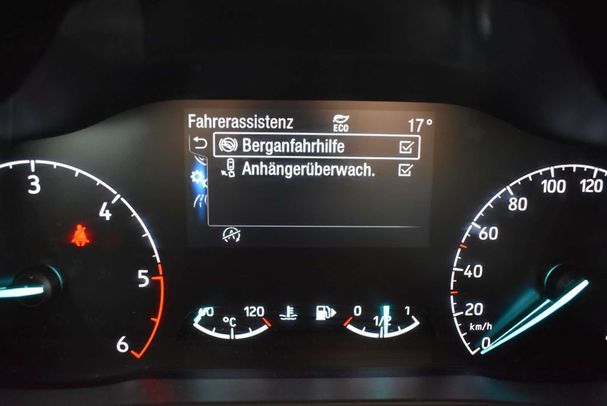 Fahrerassistenz ECO 17°
Berganfahrhilfe
Anhängerüberwach.
3 4 5 6
120 °C
0 1/2 1
0 20 40 60 80 100 120
km/h